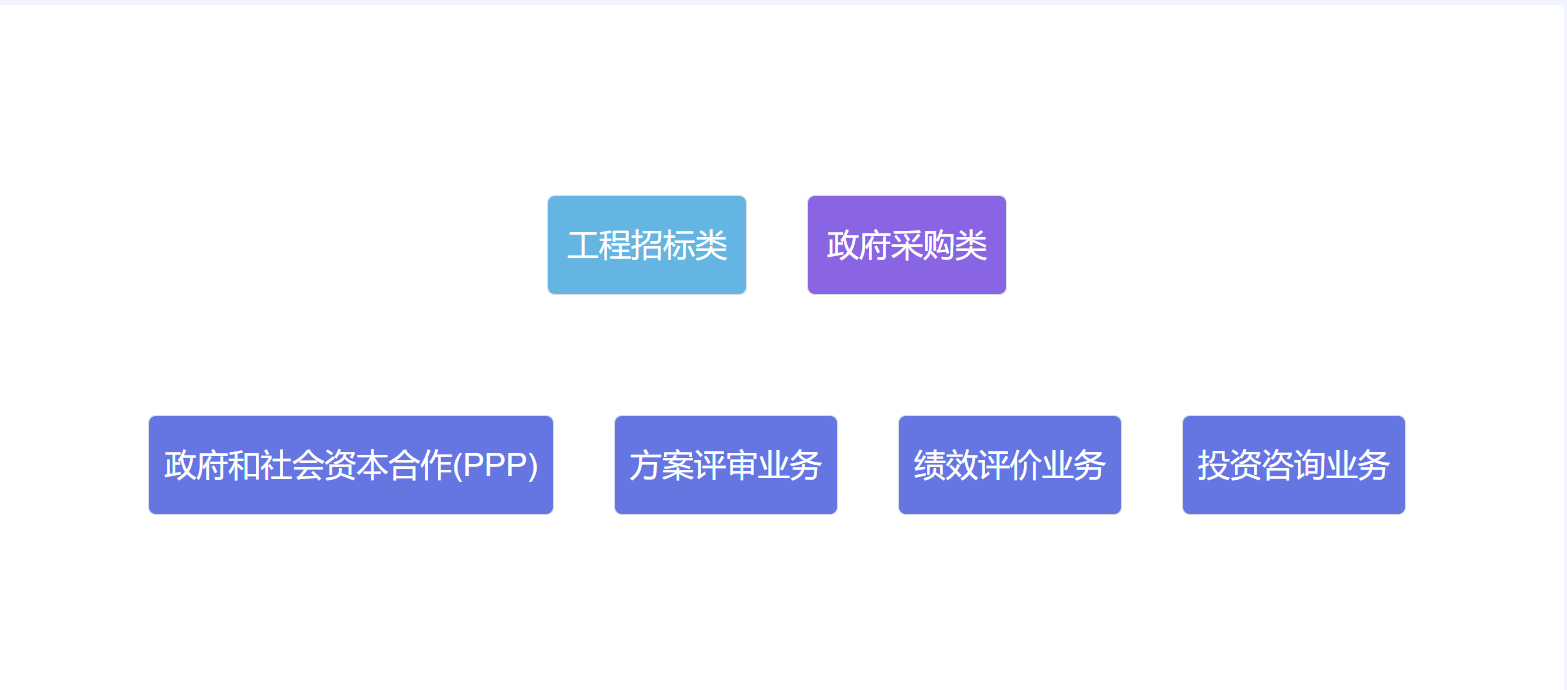 工程招标类
政府采购类
政府和社会资本合作(PPP)
方案评审业务
绩效评价业务
投资咨询业务